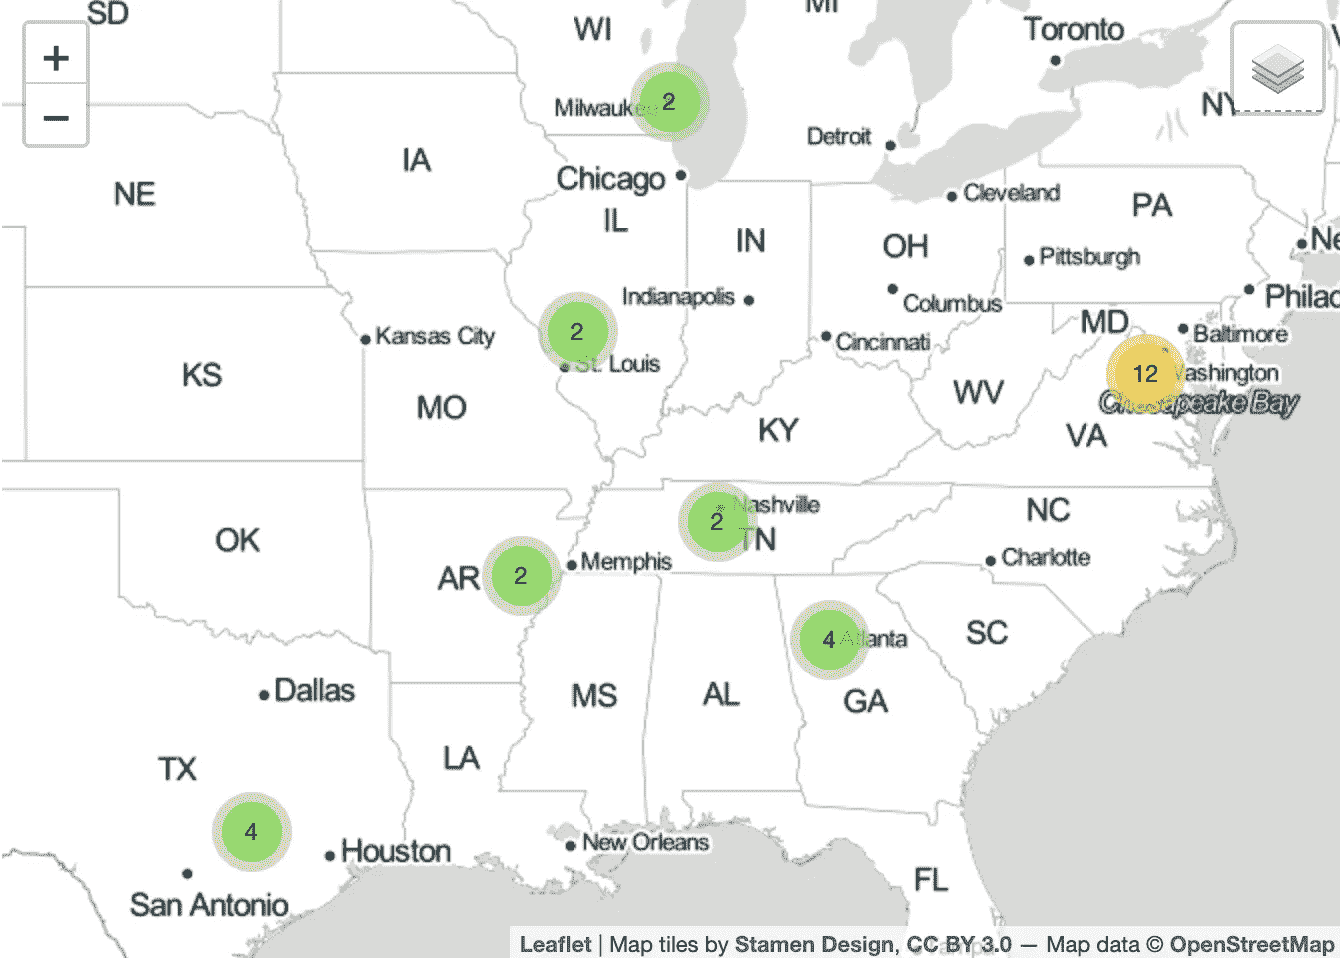 SD
WI
MI
Toronto
+
2
NY
Milwaukee
−
Detroit
IA
Chicago
NE
Cleveland
PA
IL
IN
OH
Pittsburgh
Indianapolis
Columbus
Philad
MD
2
Kansas City
Cincinnati
Baltimore
St. Louis
KS
12
Washington
WV
Chesapeake Bay
MO
KY
VA
Nashville
NC
2
OK
TN
Memphis
Charlotte
AR
2
4
Atlanta
SC
Dallas
MS
AL
GA
LA
TX
4
Houston
New Orleans
San Antonio
FL
Leaflet | Map tiles by Stamen Design, CC BY 3.0 — Map data © OpenStreetMap